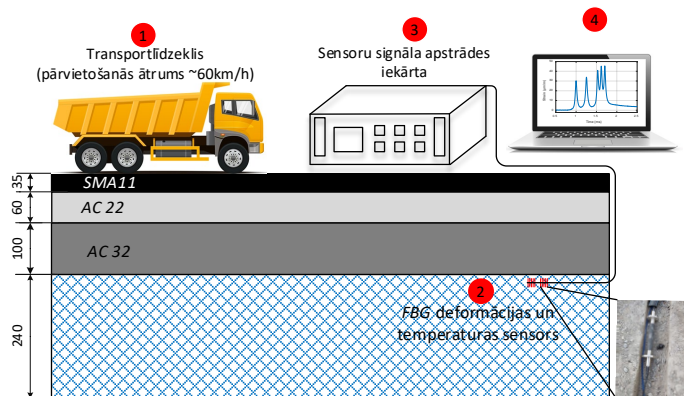 1
Transportlīdzeklis
(pārvietošanās ātrums ~60km/h)
3
Sensoru signāla apstrādes
iekārta
4
35
SMA11
60
AC 22
100
AC 32
240
2
FBG deformācijas un
temperatūras sensors